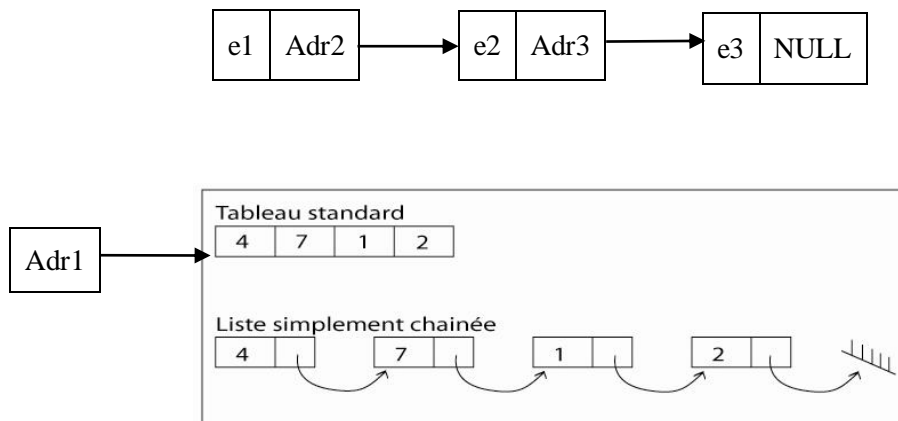 e1 Adr2 e2 Adr3 e3 NULL
Tableau standard
4 7 1 2
Adr1
Liste simplement chainée
4 7 1 2